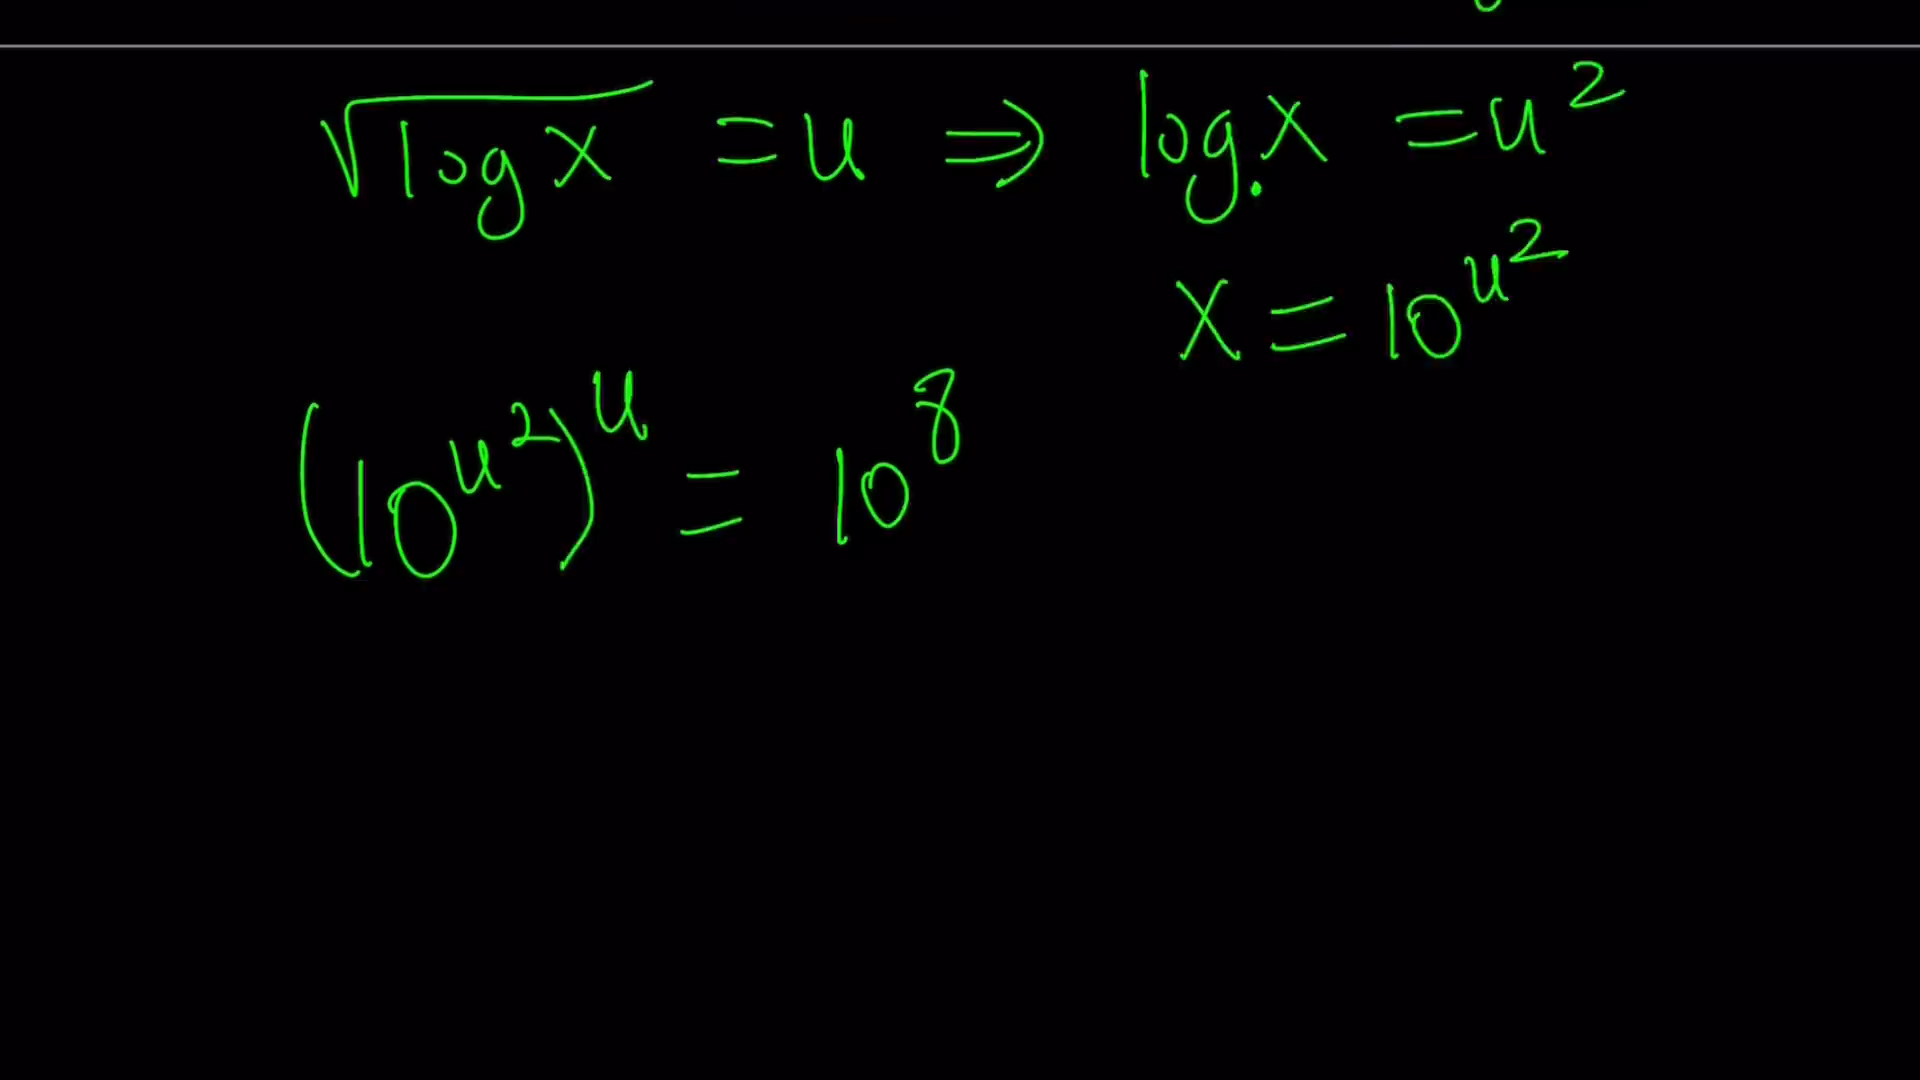 √log x = u ⇒ log x = u²
x = 10^u²
(10^u²)^u = 10^8